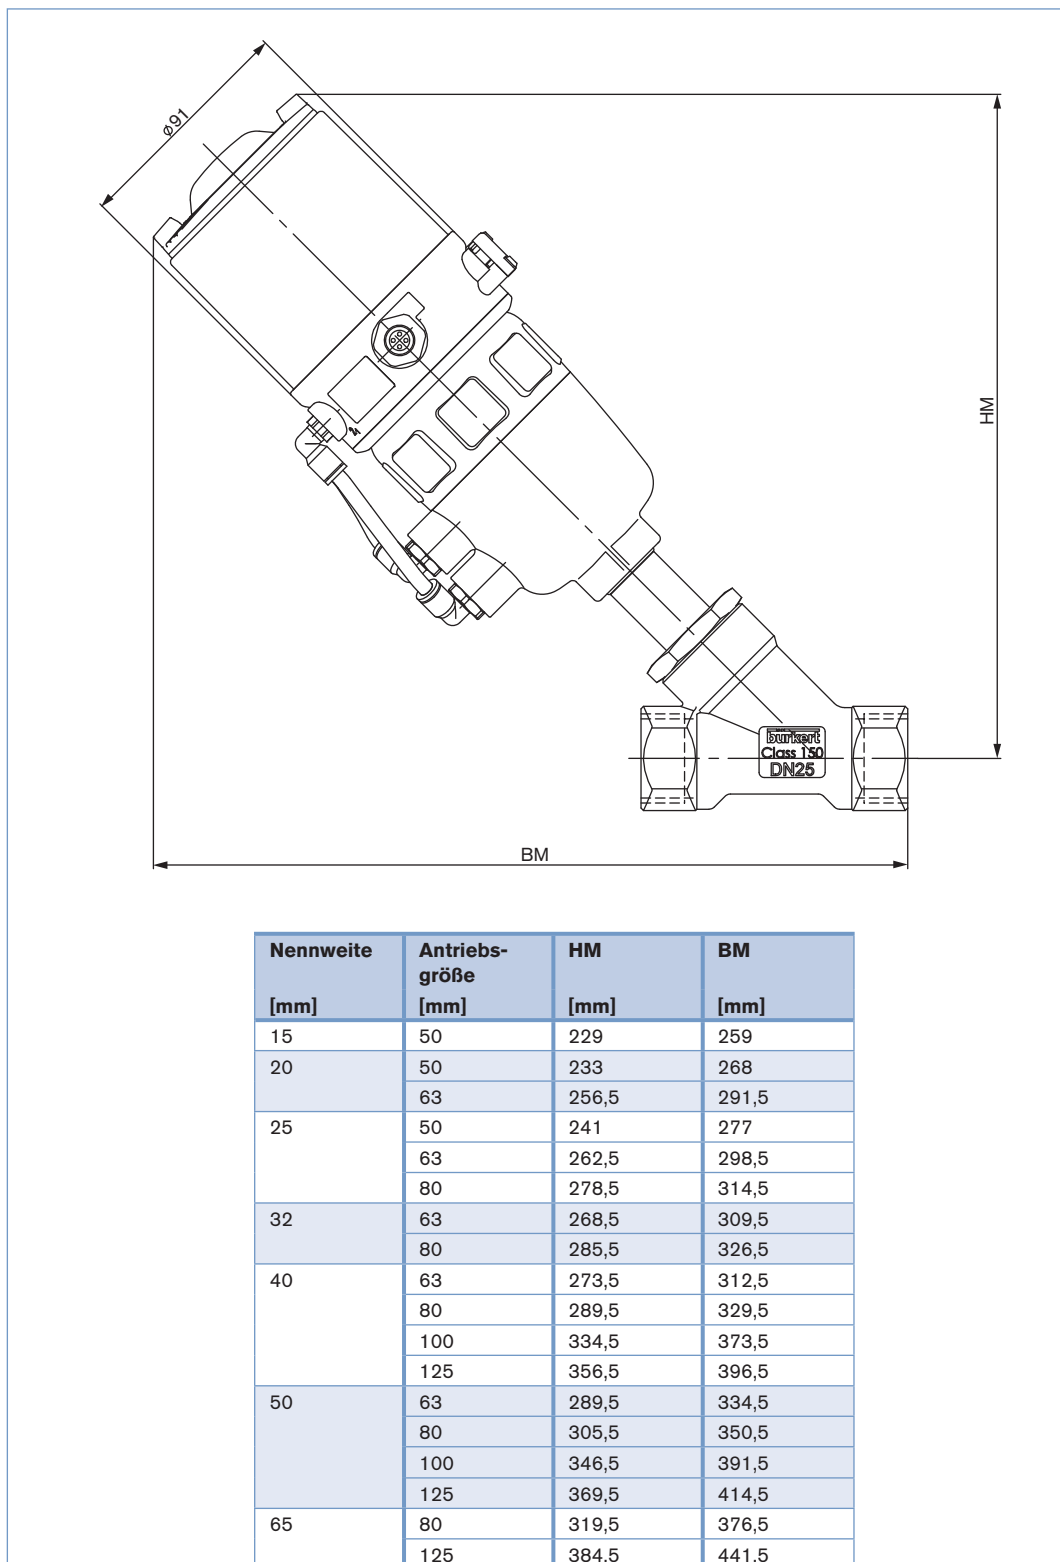 ø91
HM
burkert
Class 150
DN25
BM
Nennweite Antriebs- HM BM
größe
[mm] [mm] [mm] [mm]
15 50 229 259
20 50 233 268
63 256,5 291,5
25 50 241 277
63 262,5 298,5
80 278,5 314,5
32 63 268,5 309,5
80 285,5 326,5
40 63 273,5 312,5
80 289,5 329,5
100 334,5 373,5
125 356,5 396,5
50 63 289,5 334,5
80 305,5 350,5
100 346,5 391,5
125 369,5 414,5
65 80 319,5 376,5
125 384,5 441,5